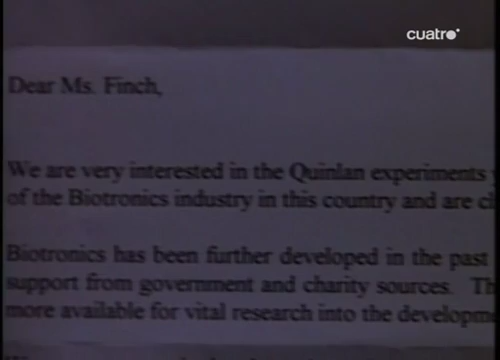 cuatro
Dear Ms. Finch,
We are very interested in the Quinlan experiments
of the Biotronics industry in this country and are
Biotronics has been further developed in the past
support from government and charity sources.
more available for vital research into the